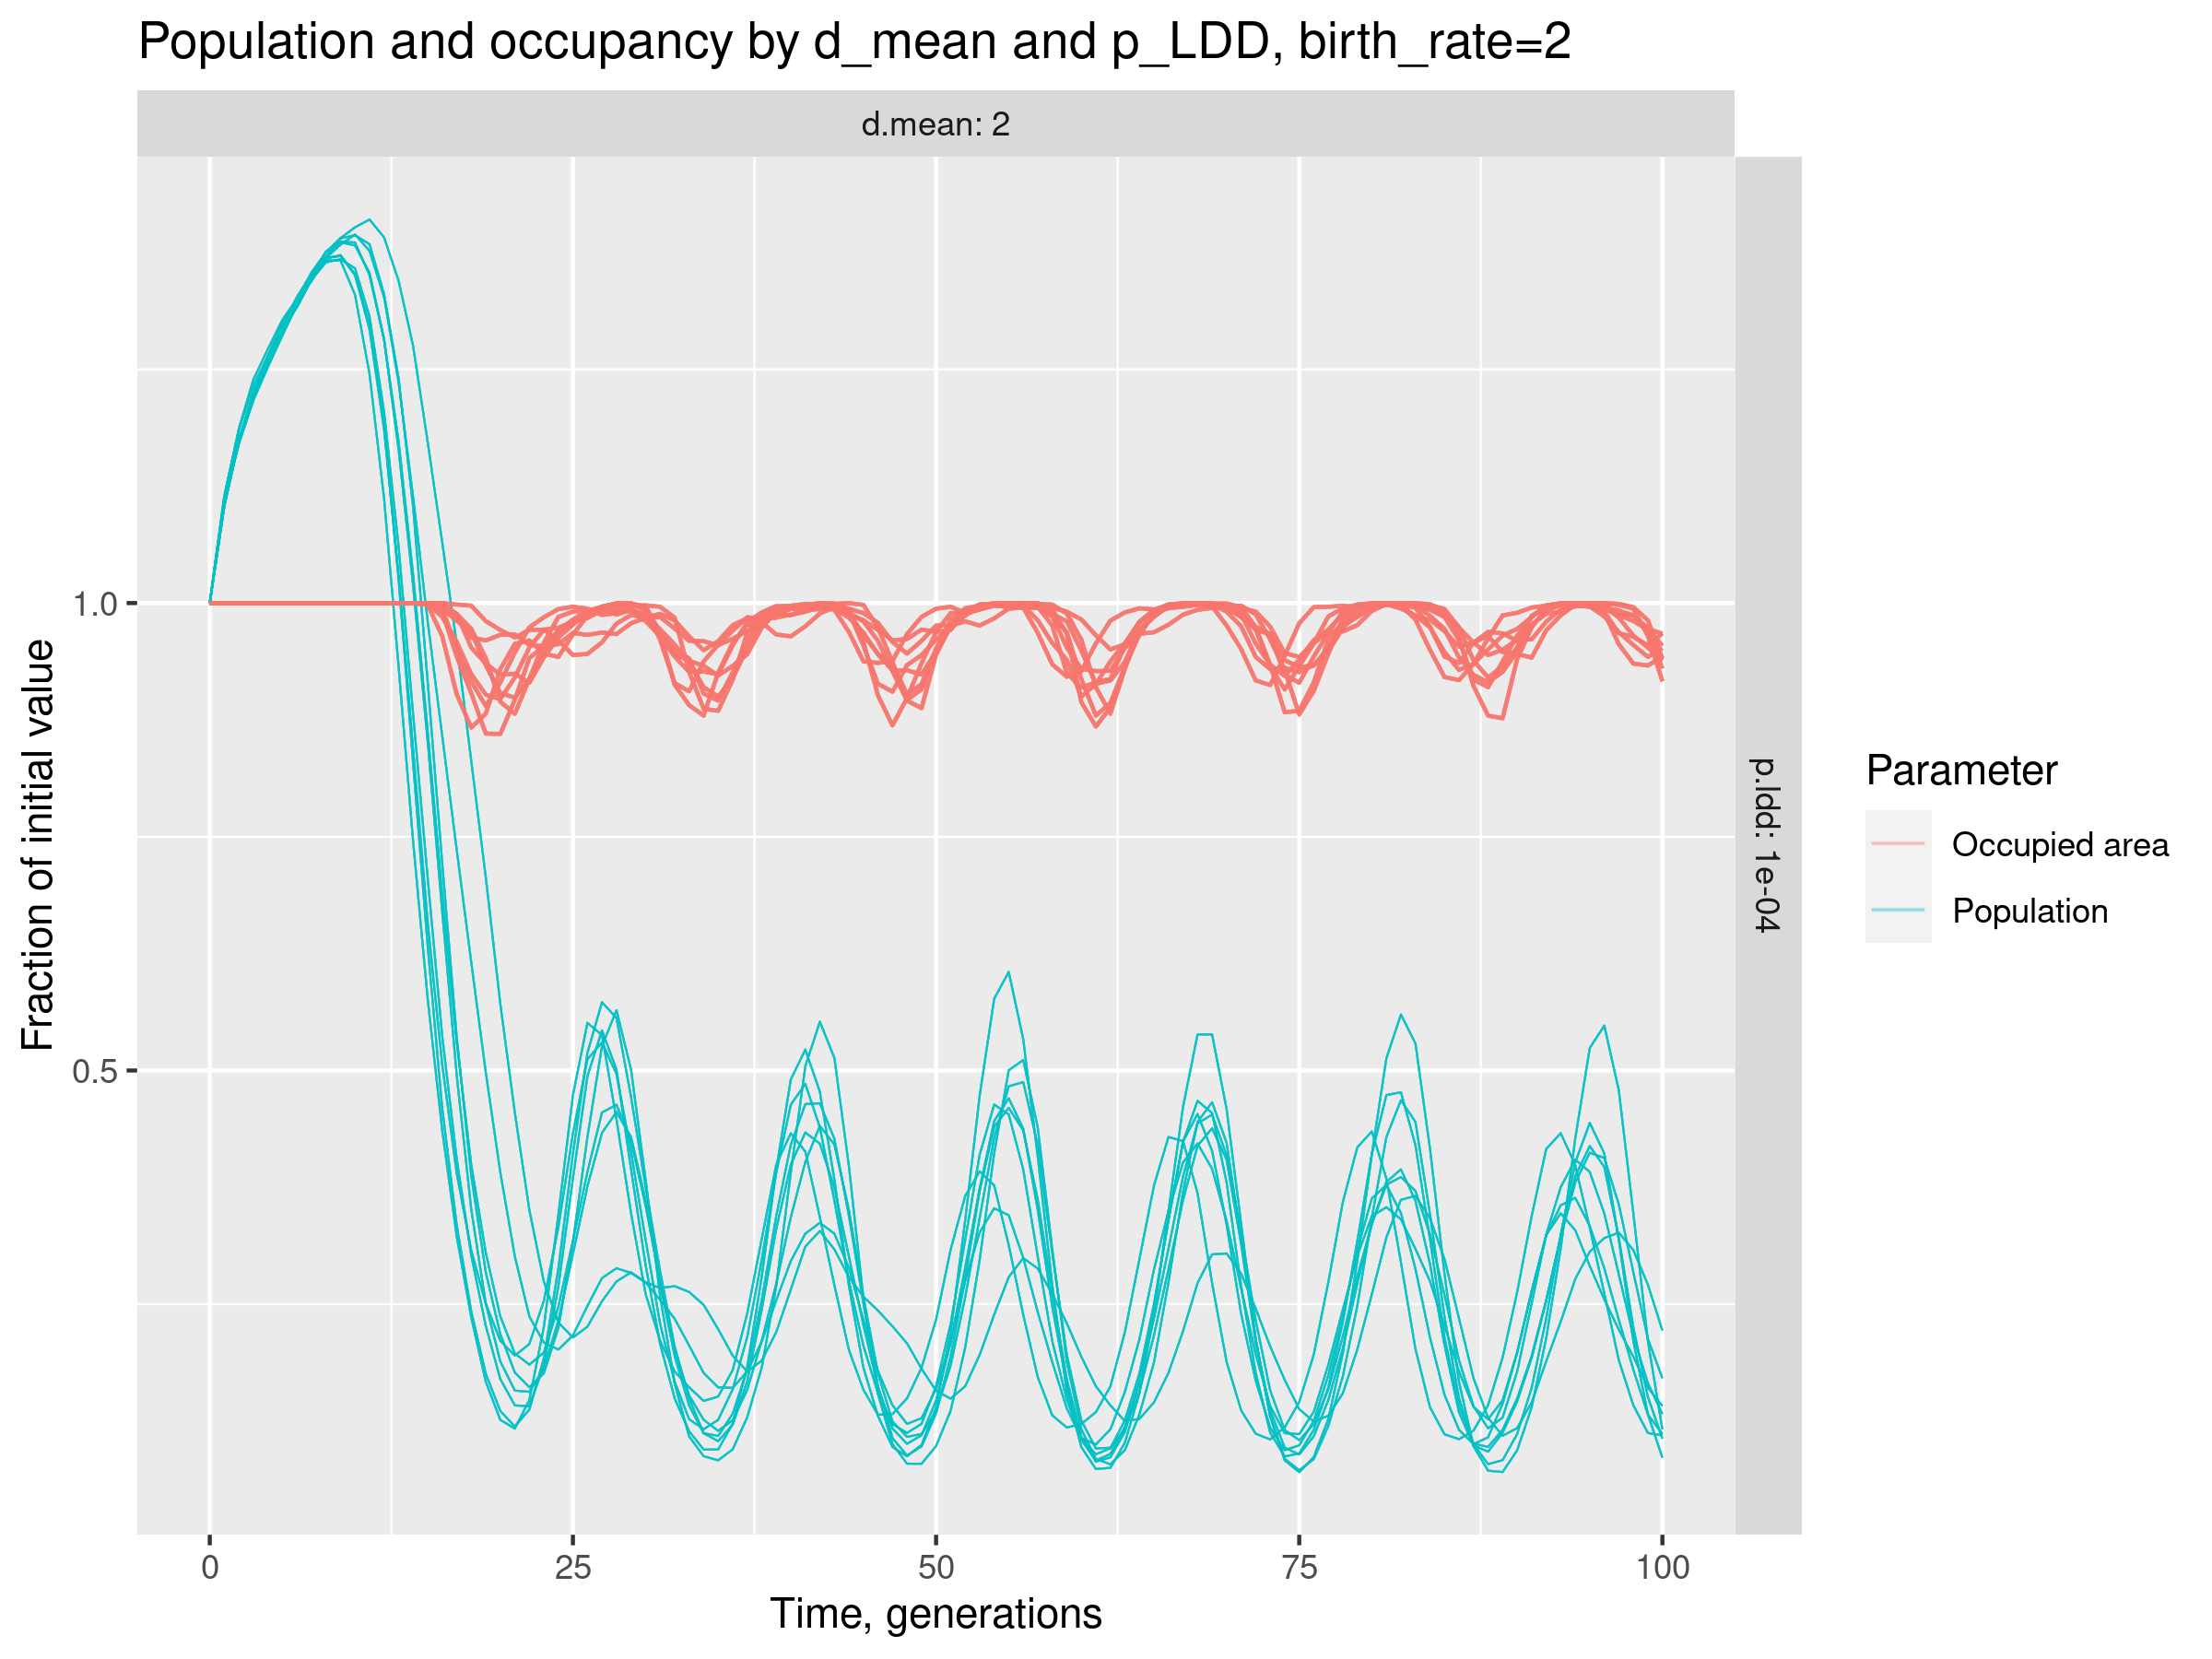 Population and occupancy by d_mean and p_LDD, birth_rate=2
d.mean: 2
p.ldd: 1e-04
Fraction of initial value
1.0
0.5
0
25
50
75
100
Time, generations
Parameter
Occupied area
Population